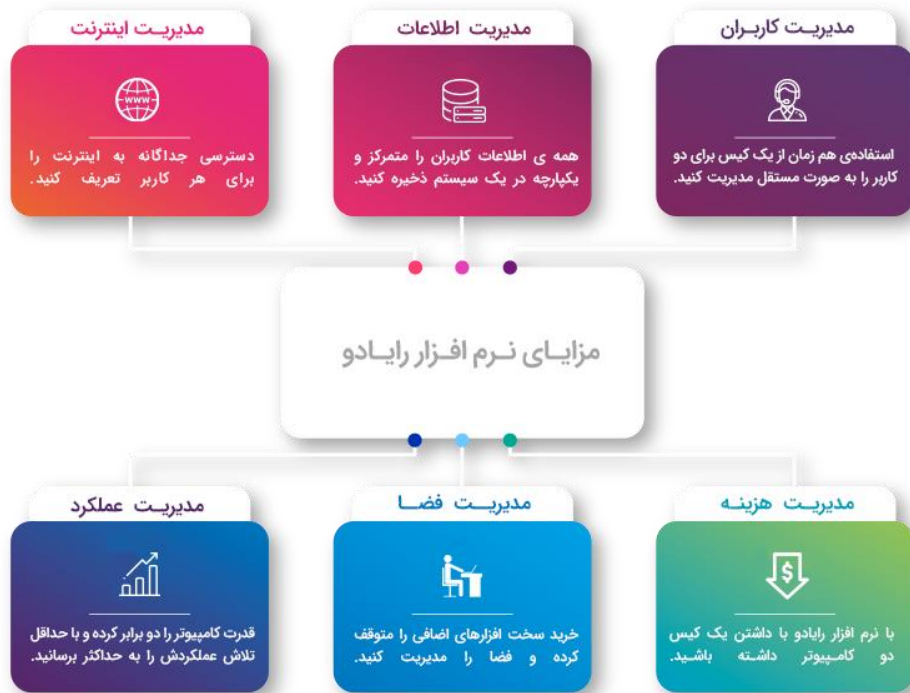 مدیریت کاربران
استفاده‌ی هم زمان از یک کیس برای دو
کاربر را به صورت مستقل مدیریت کنید.
مدیریت اطلاعات
همه ی اطلاعات کاربران را متمرکز و
یکپارچه در یک سیستم ذخیره کنید.
مدیریت اینترنت
www
دسترسی جداگانه به اینترنت را
برای هر کاربر تعریف کنید.
مزایای نرم افزار رایادو
مدیریت هزینه
$
با نرم افزار رایادو با داشتن یک کیس
دو کامپیوتر داشته باشید.
مدیریت فضا
خرید سخت افزارهای اضافی را متوقف
کرده و فضا را مدیریت کنید.
مدیریت عملکرد
قدرت کامپیوتر را دو برابر کرده و با حداقل
تلاش عملکردش را به حداکثر برسانید.